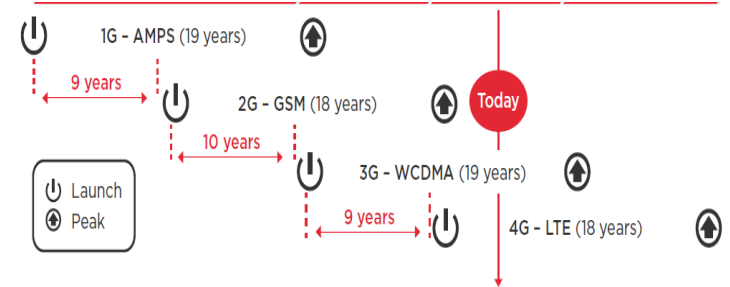 1G – AMPS (19 years)
9 years
2G – GSM (18 years)
Today
10 years
3G – WCDMA (19 years)
Launch
Peak
9 years
4G – LTE (18 years)